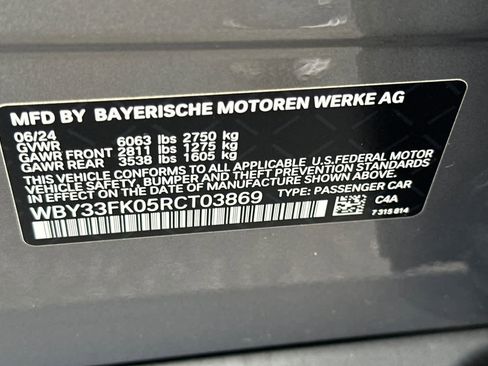 MFD BY BAYERISCHE MOTOREN WERKE AG
06/24
GVWR 6063 lbs 2750 kg
GAWR FRONT 2811 lbs 1275 kg
GAWR REAR 3538 lbs 1605 kg
THIS VEHICLE CONFORMS TO ALL APPLICABLE U.S.FEDERAL MOTOR
VEHICLE SAFETY, BUMPER, AND THEFT PREVENTION STANDARDS
IN EFFECT ON THE DATE OF MANUFACTURE SHOWN ABOVE.
WBY33FK05RCT03869 TYPE: PASSENGER CAR
C4A
7 315 814